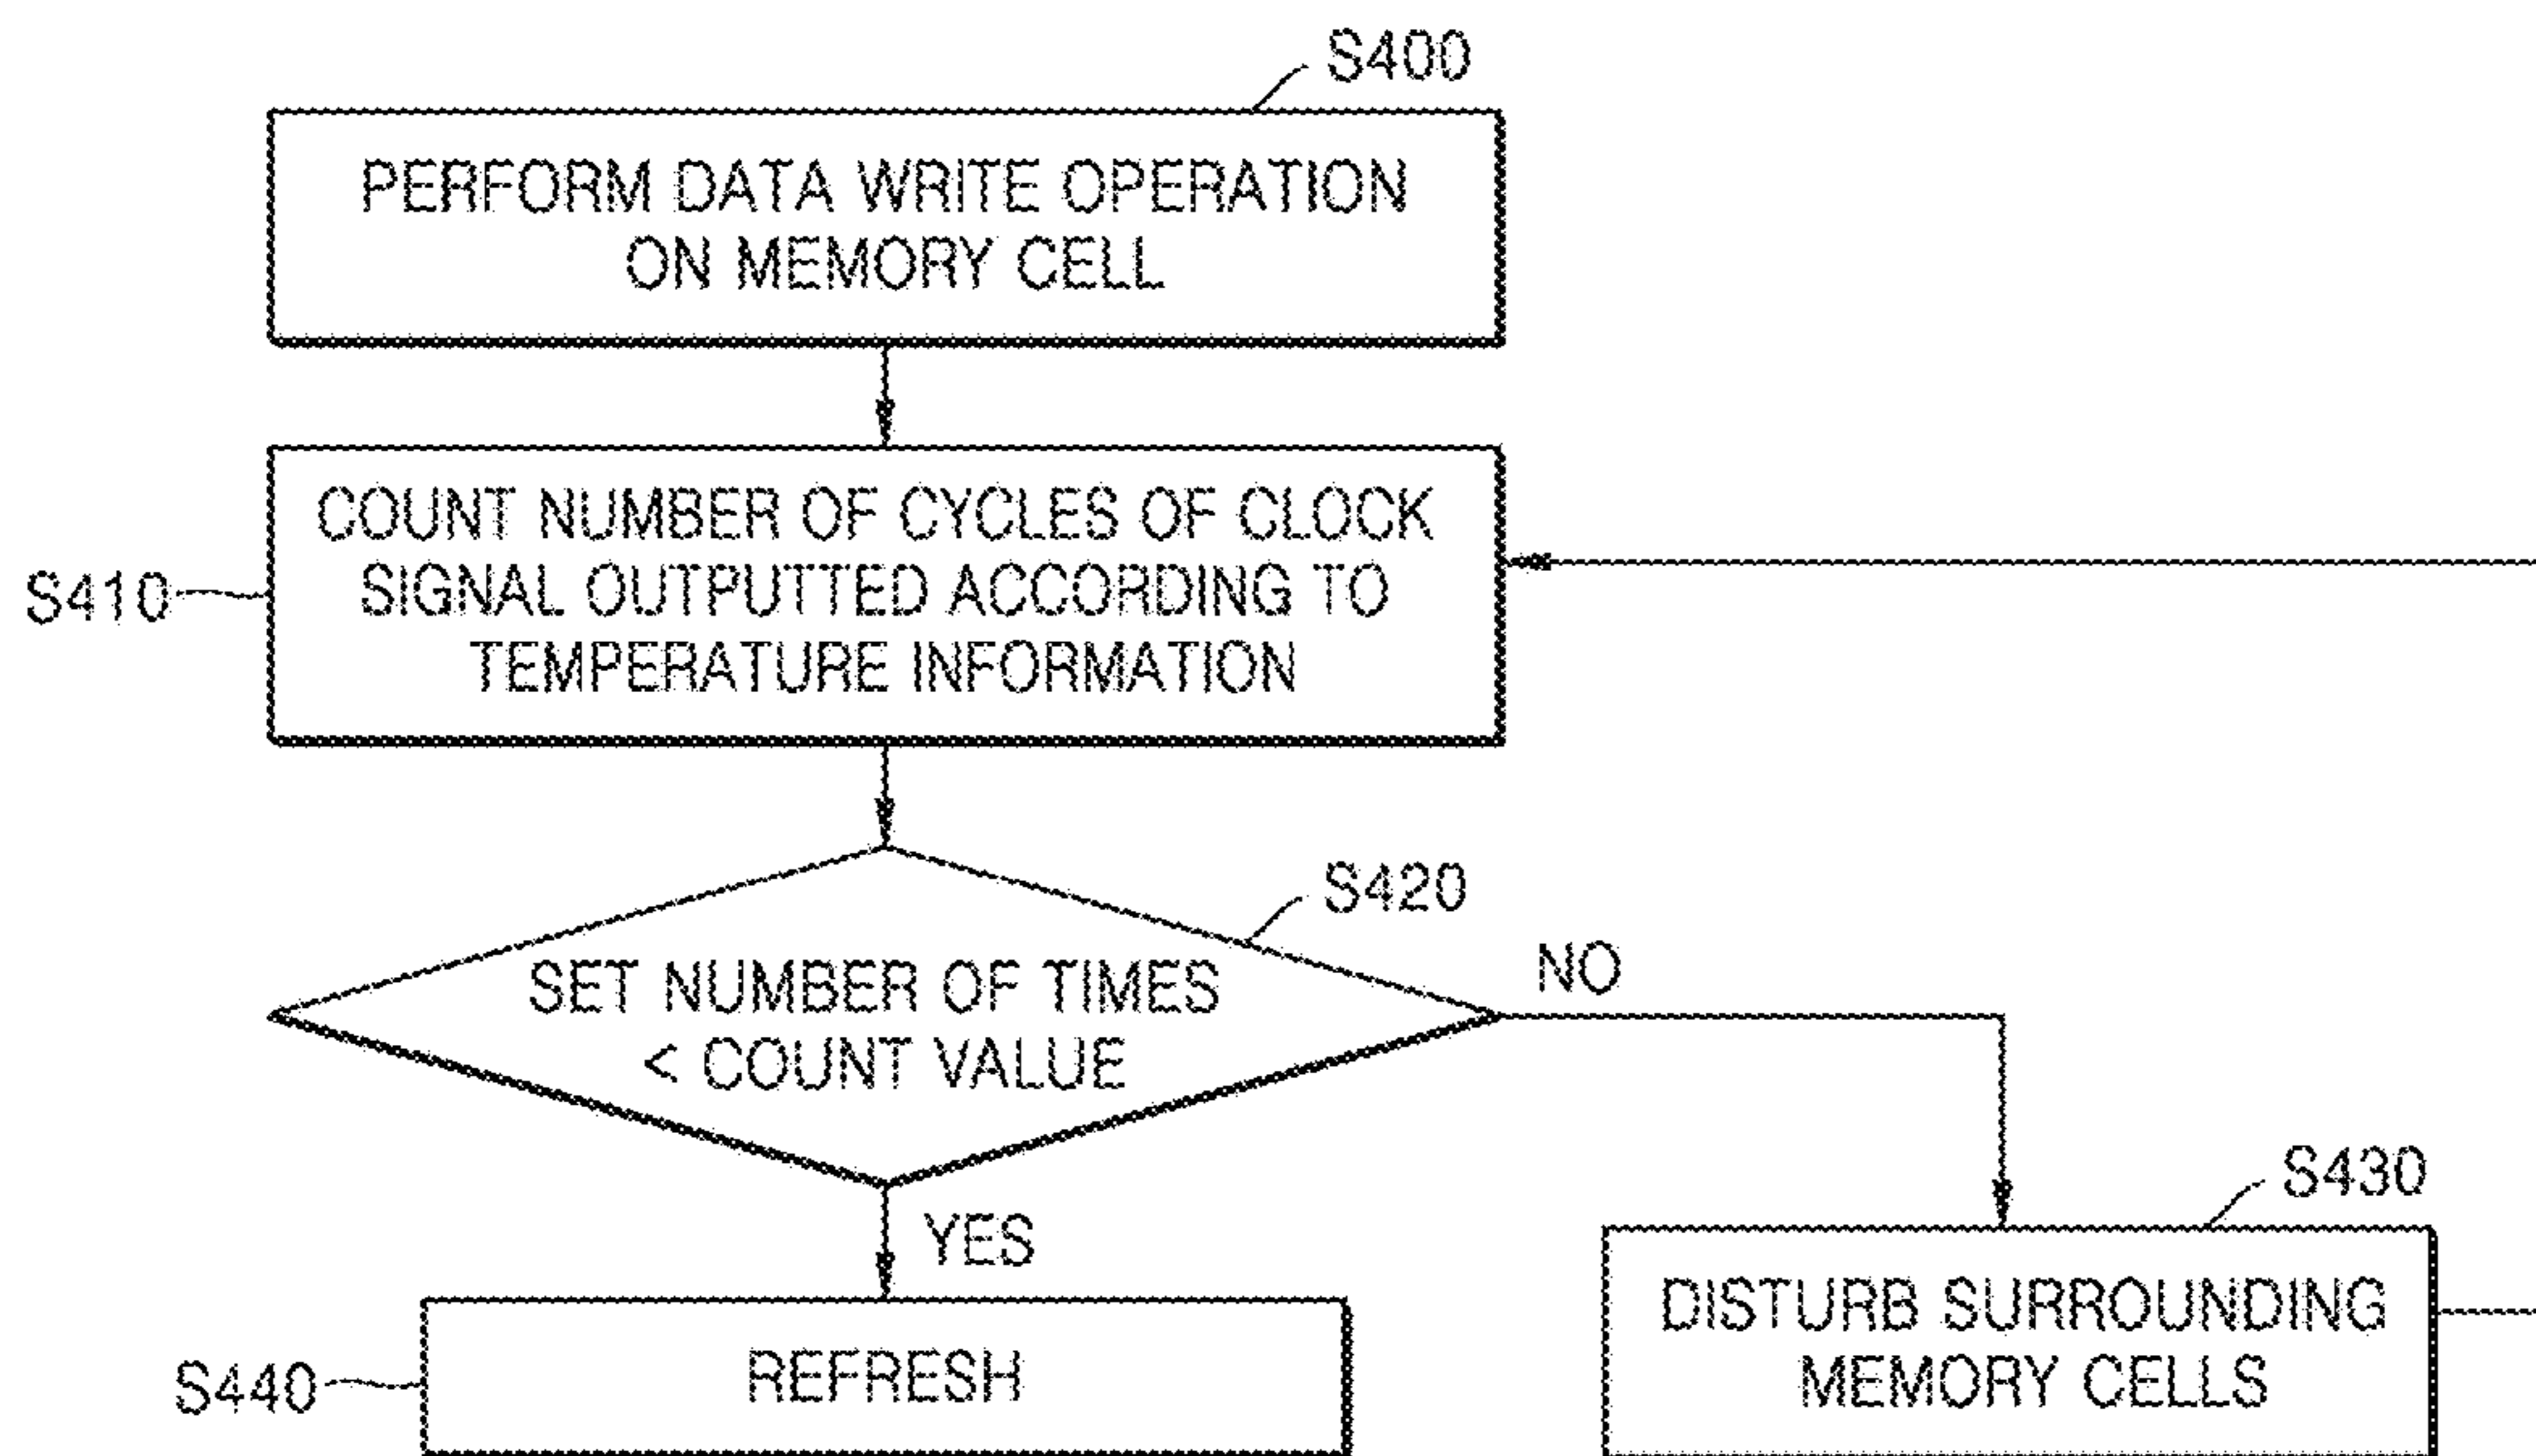 S400
PERFORM DATA WRITE OPERATION
ON MEMORY CELL
COUNT NUMBER OF CYCLES OF CLOCK
SIGNAL OUTPUTTED ACCORDING TO
TEMPERATURE INFORMATION
S410
S420
SET NUMBER OF TIMES
< COUNT VALUE
NO
YES
S430
DISTURB SURROUNDING
MEMORY CELLS
S440
REFRESH